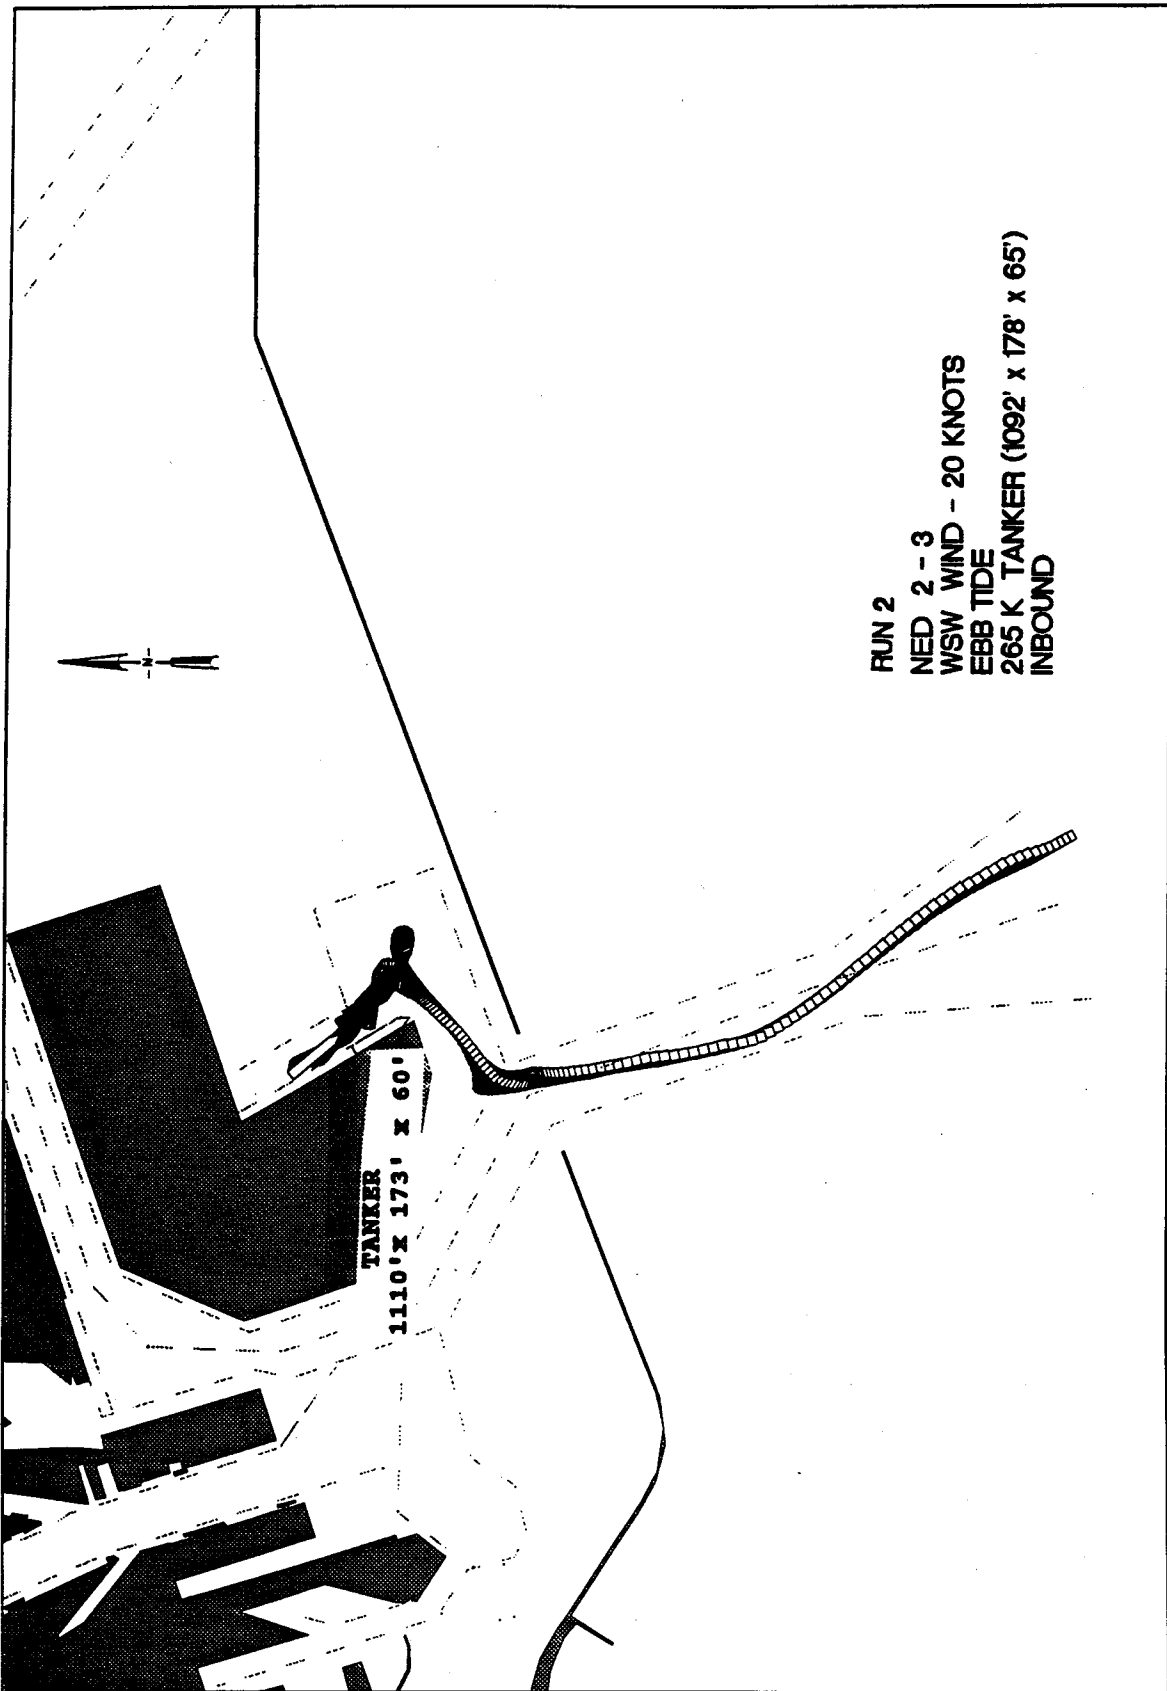 N
TANKER
1110'X 173' X 60'
RUN 2
NED 2 - 3
WSW WIND - 20 KNOTS
EBB TIDE
265 K TANKER (1092' x 178' x 65')
INBOUND